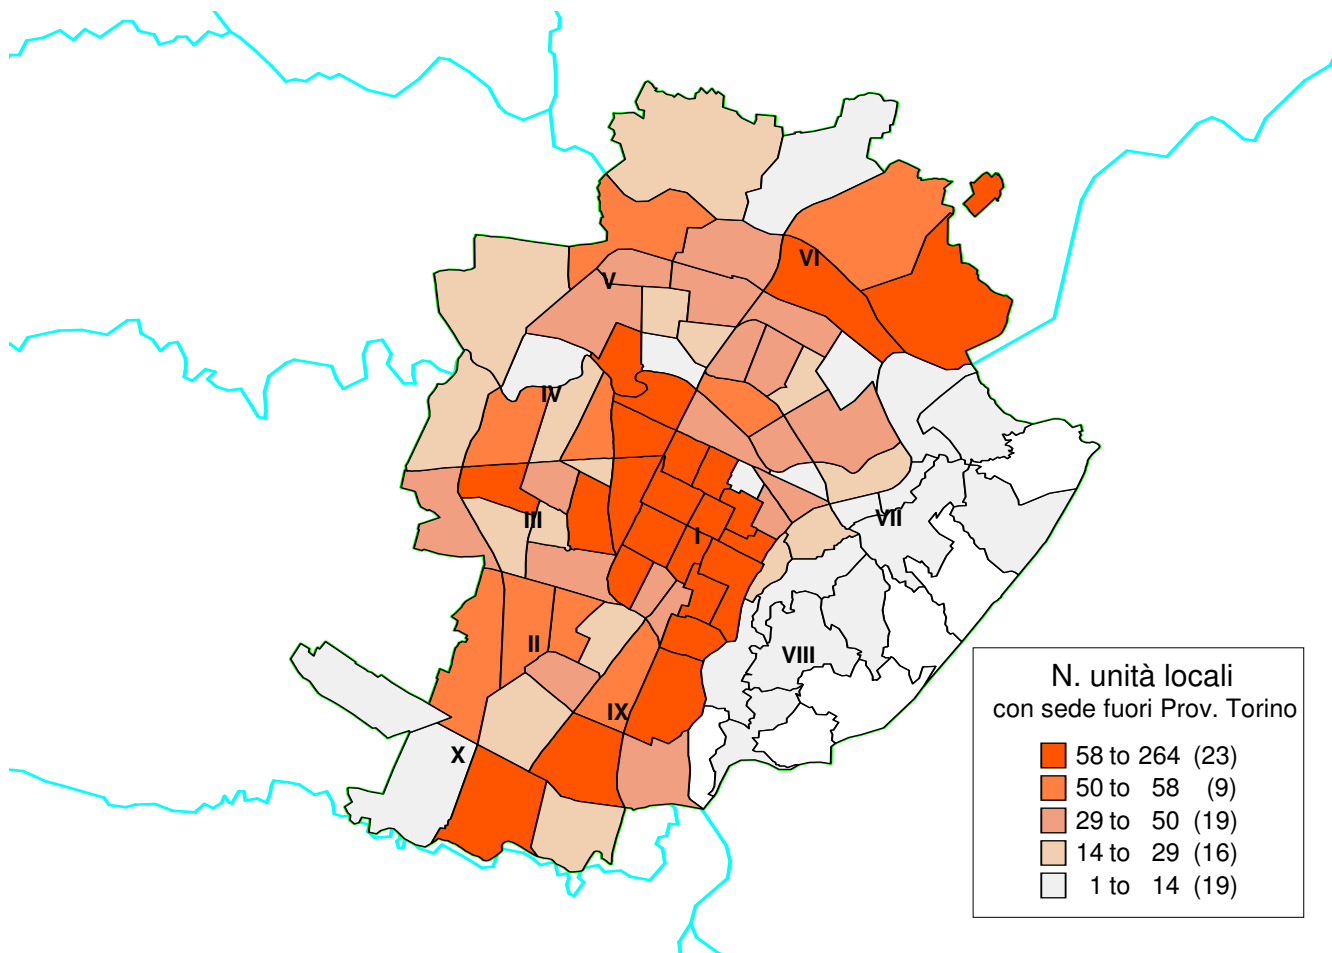 VI
V
IV
III
I
VII
II
VIII
IX
X
N. unità locali
con sede fuori Prov. Torino
58 to 264 (23)
50 to 58 (9)
29 to 50 (19)
14 to 29 (16)
1 to 14 (19)